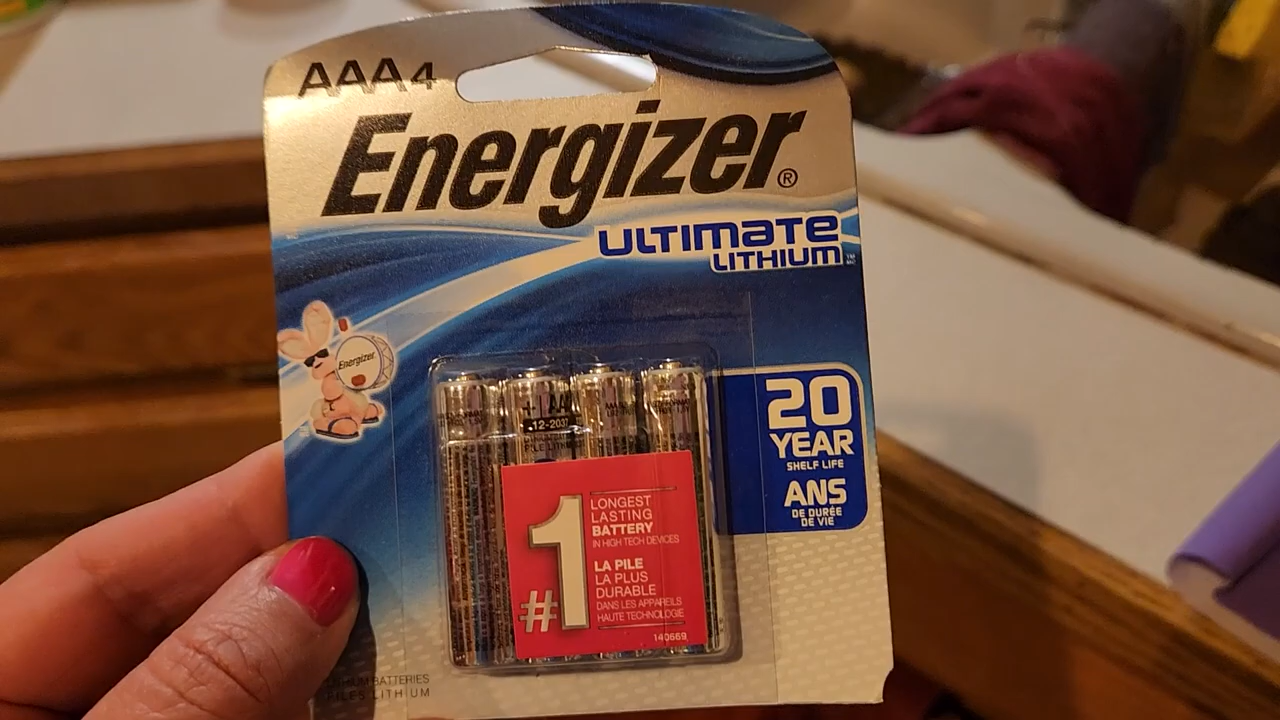 AAA4
Energizer®
ULTIMATE
LITHIUM
Energizer
12-2037
20
YEAR
SHELF LIFE
ANS
DE DURÉE
DE VIE
#1
LONGEST
LASTING
BATTERY
IN HIGH TECH DEVICES
LA PILE
LA PLUS
DURABLE
DANS LES APPAREILS
HAUTE TECHNOLOGIE
140669
BATTERIES
PILES LITHIUM